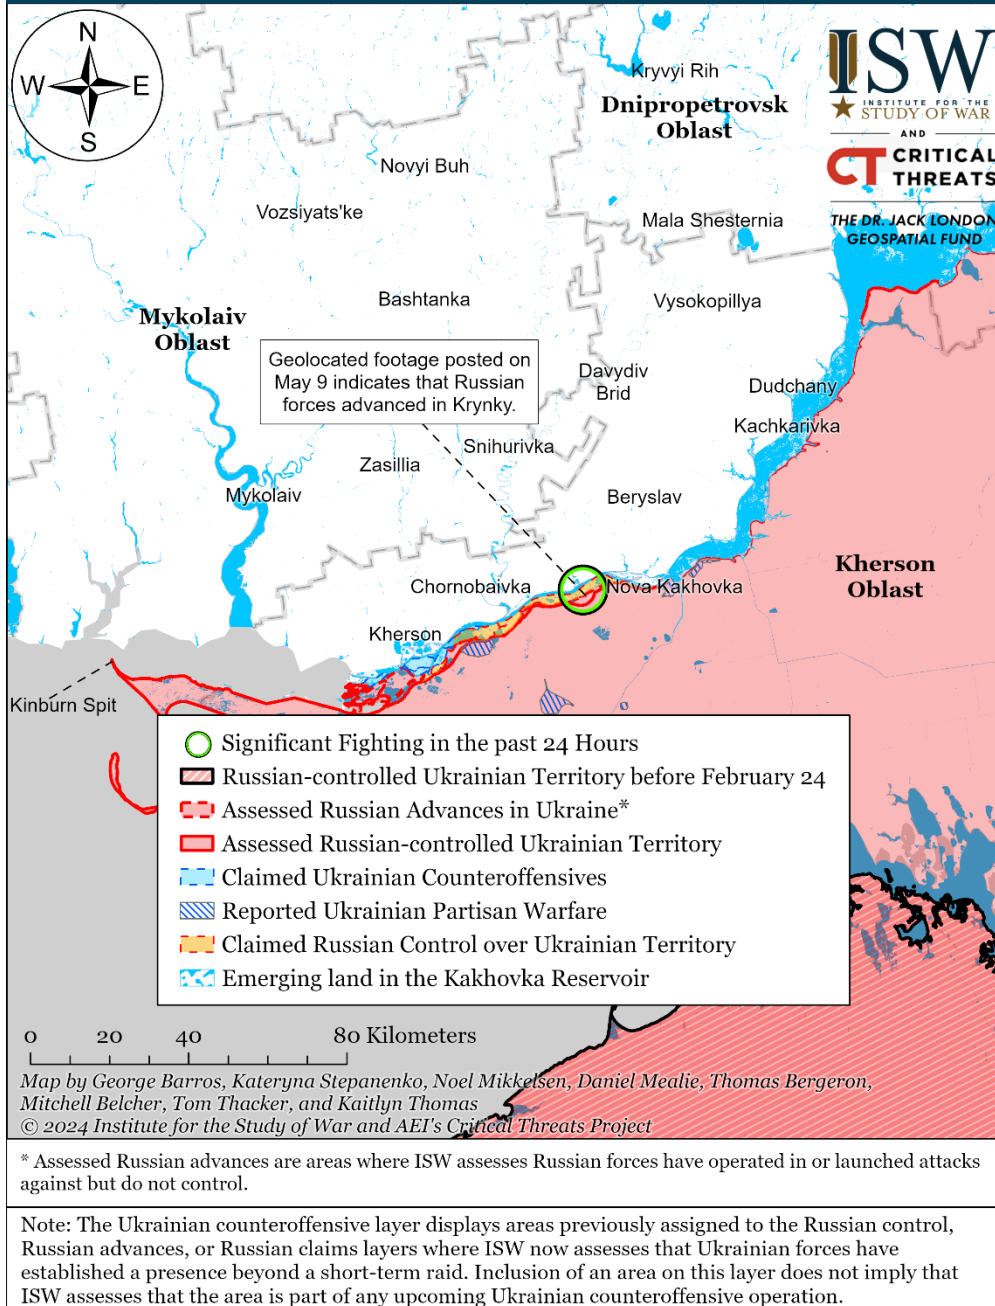 N
W
E
S
ISW
INSTITUTE FOR THE
STUDY OF WAR
AND
CT CRITICAL
THREATS
THE DR. JACK LONDON
GEOSPATIAL FUND
Kryvyi Rih
Dnipropetrovsk
Oblast
Novyi Buh
Vozsiyats'ke
Mala Shesternia
Bashtanka
Vysokopillya
Mykolaiv
Oblast
Geolocated footage posted on
May 9 indicates that Russian
forces advanced in Krynky.
Davydiv
Brid
Dudchany
Kachkarivka
Snihurivka
Zasillia
Mykolaiv
Beryslav
Kherson
Oblast
Chornobaivka
Nova Kakhovka
Kherson
Kinburn Spit
Significant Fighting in the past 24 Hours
Russian-controlled Ukrainian Territory before February 24
Assessed Russian Advances in Ukraine*
Assessed Russian-controlled Ukrainian Territory
Claimed Ukrainian Counteroffensives
Reported Ukrainian Partisan Warfare
Claimed Russian Control over Ukrainian Territory
Emerging land in the Kakhovka Reservoir
0 20 40 80 Kilometers
Map by George Barros, Kateryna Stepanenko, Noel Mikkelsen, Daniel Mealie, Thomas Bergeron,
Mitchell Belcher, Tom Thacker, and Kaitlyn Thomas
© 2024 Institute for the Study of War and AEI's Critical Threats Project
* Assessed Russian advances are areas where ISW assesses Russian forces have operated in or launched attacks
against but do not control.
Note: The Ukrainian counteroffensive layer displays areas previously assigned to the Russian control,
Russian advances, or Russian claims layers where ISW now assesses that Ukrainian forces have
established a presence beyond a short-term raid. Inclusion of an area on this layer does not imply that
ISW assesses that the area is part of any upcoming Ukrainian counteroffensive operation.